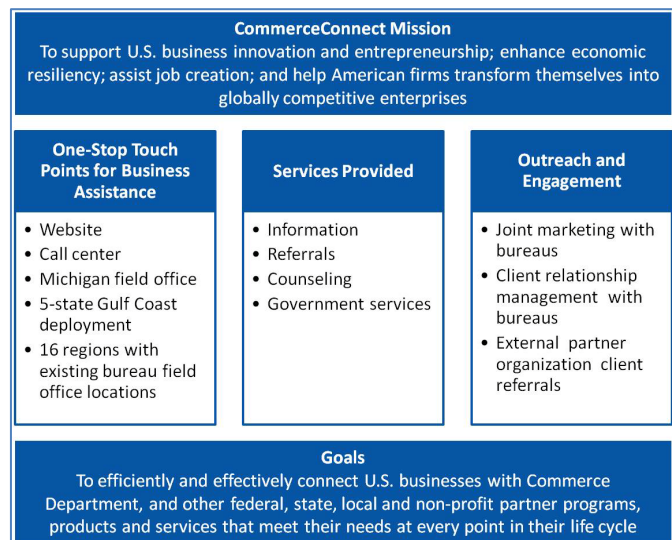 CommerceConnect Mission
To support U.S. business innovation and entrepreneurship; enhance economic
resiliency; assist job creation; and help American firms transform themselves into
globally competitive enterprises
One-Stop Touch
Points for Business
Assistance
• Website
• Call center
• Michigan field office
• 5-state Gulf Coast
deployment
• 16 regions with
existing bureau field
office locations
Services Provided
• Information
• Referrals
• Counseling
• Government services
Outreach and
Engagement
• Joint marketing with
bureaus
• Client relationship
management with
bureaus
• External partner
organization client
referrals
Goals
To efficiently and effectively connect U.S. businesses with Commerce
Department, and other federal, state, local and non-profit partner programs,
products and services that meet their needs at every point in their life cycle